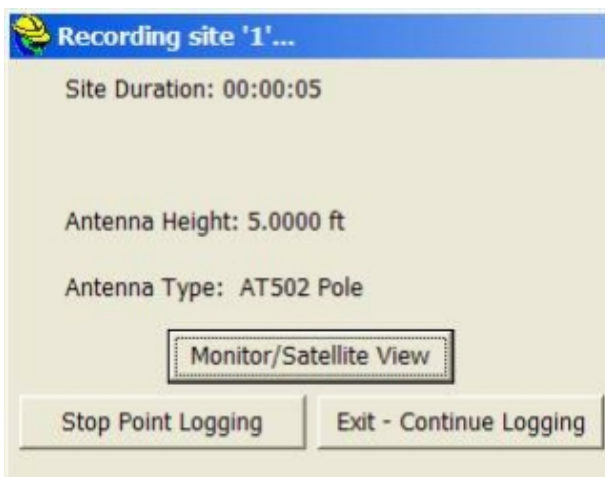 Recording site '1'...
Site Duration: 00:00:05
Antenna Height: 5.0000 ft
Antenna Type: AT502 Pole
Monitor/Satellite View
Stop Point Logging Exit - Continue Logging